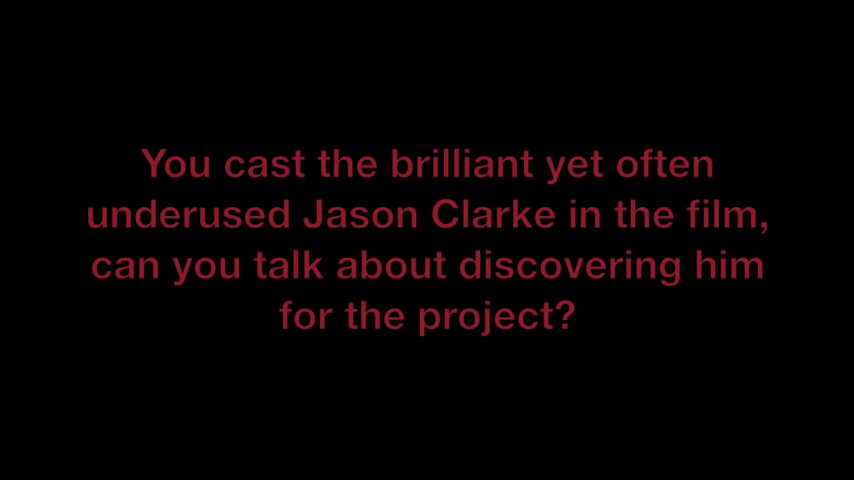 You cast the brilliant yet often
underused Jason Clarke in the film,
can you talk about discovering him
for the project?